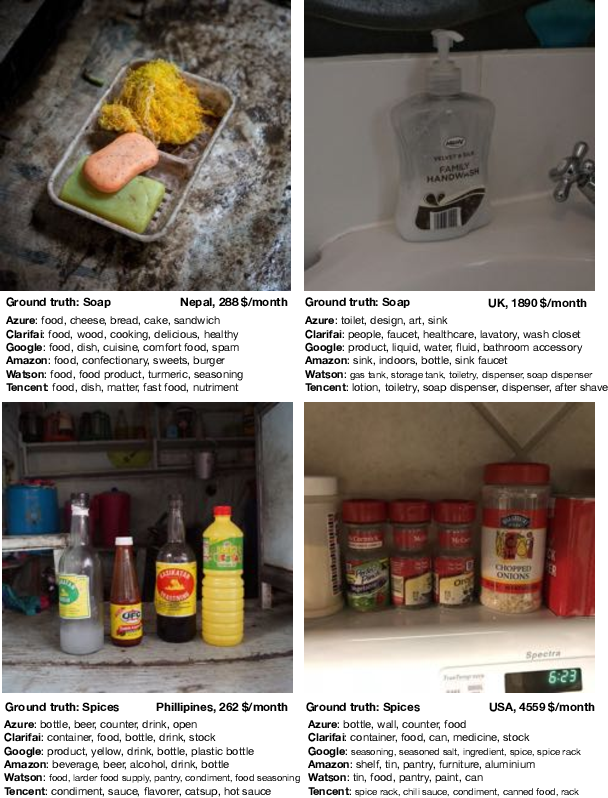 VELVET & SILK
FAMILY
HANDWASH
Ground truth: Soap Nepal, 288 $/month
Azure: food, cheese, bread, cake, sandwich
Clarifai: food, wood, cooking, delicious, healthy
Google: food, dish, cuisine, comfort food, spam
Amazon: food, confectionary, sweets, burger
Watson: food, food product, turmeric, seasoning
Tencent: food, dish, matter, fast food, nutriment
Ground truth: Soap UK, 1890 $/month
Azure: toilet, design, art, sink
Clarifai: people, faucet, healthcare, lavatory, wash closet
Google: product, liquid, water, fluid, bathroom accessory
Amazon: sink, indoors, bottle, sink faucet
Watson: gas tank, storage tank, toiletry, dispenser, soap dispenser
Tencent: lotion, toiletry, soap dispenser, dispenser, after shave
UFC
CHOPPED
ONIONS
Spectra
6:23
Ground truth: Spices Phillipines, 262 $/month
Azure: bottle, beer, counter, drink, open
Clarifai: container, food, bottle, drink, stock
Google: product, yellow, drink, bottle, plastic bottle
Amazon: beverage, beer, alcohol, drink, bottle
Watson: food, larder food supply, pantry, condiment, food seasoning
Tencent: condiment, sauce, flavorer, catsup, hot sauce
Ground truth: Spices USA, 4559 $/month
Azure: bottle, wall, counter, food
Clarifai: container, food, can, medicine, stock
Google: seasoning, seasoned salt, ingredient, spice, spice rack
Amazon: shelf, tin, pantry, furniture, aluminium
Watson: tin, food, pantry, paint, can
Tencent: spice rack, chili sauce, condiment, canned food, rack